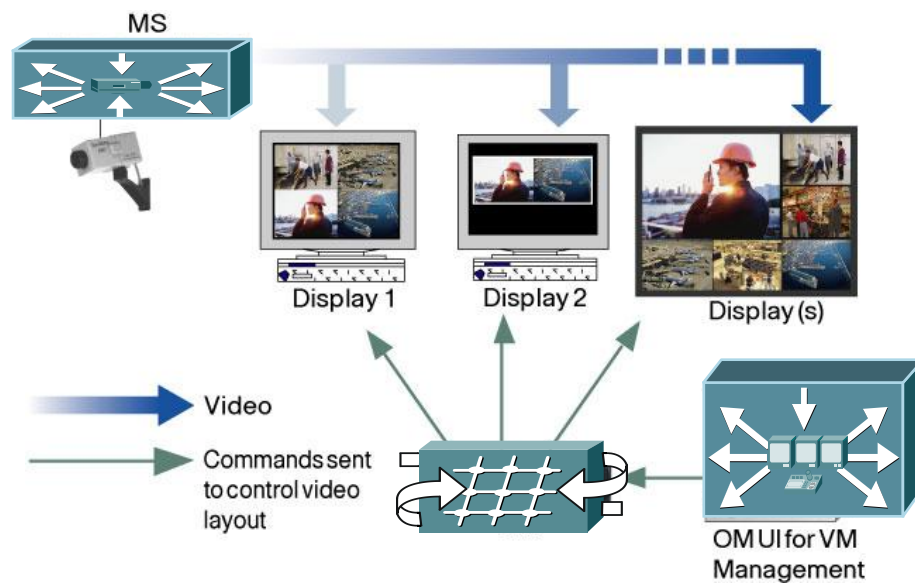 MS
Display 1
Display 2
Display (s)
Video
Commands sent
to control video
layout
OM UI for VM
Management